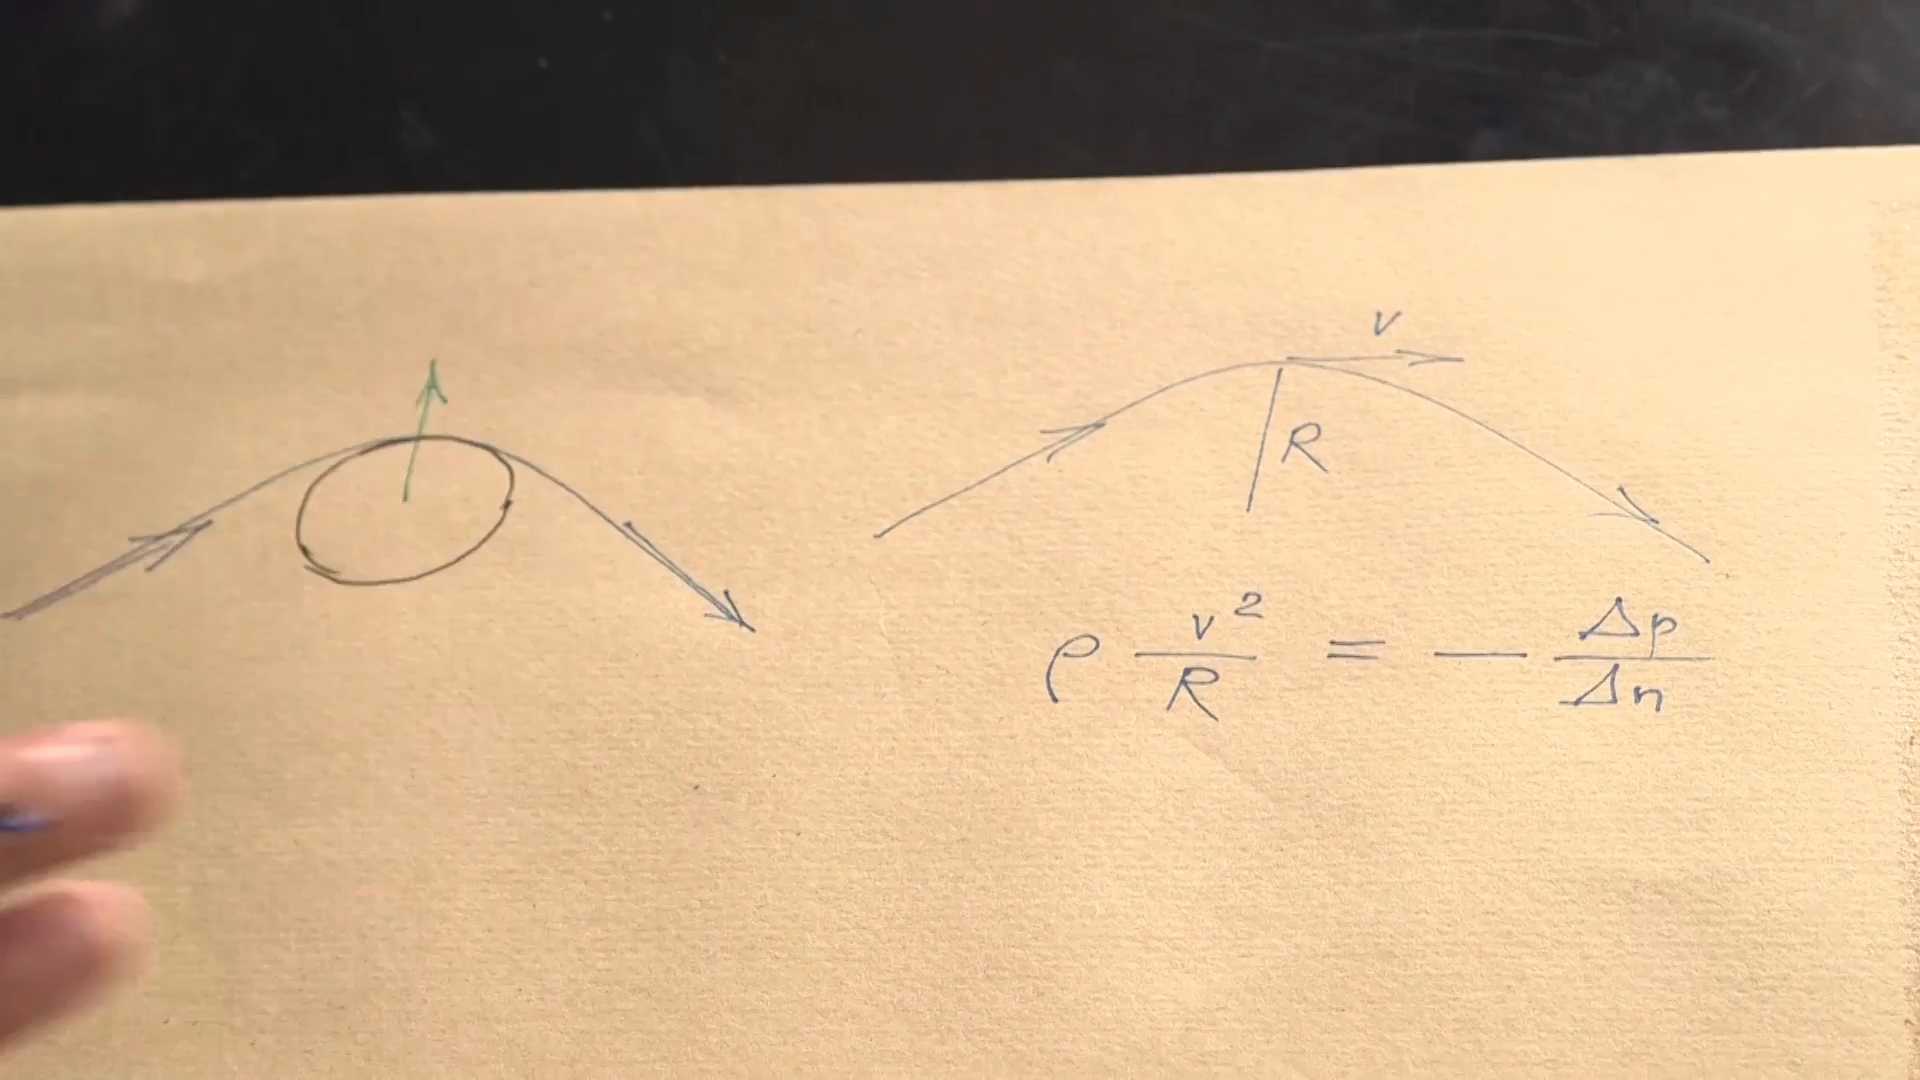 v
R
ρ v² / R = − Δp / Δn